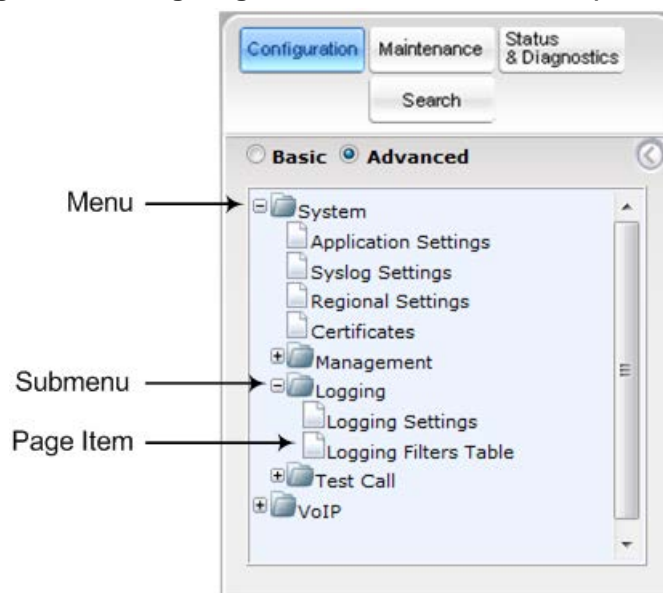 Configuration
Maintenance
Status
& Diagnostics
Search
Basic
Advanced
Menu
System
Application Settings
Syslog Settings
Regional Settings
Certificates
Management
Submenu
Logging
Logging Settings
Page Item
Logging Filters Table
Test Call
VoIP